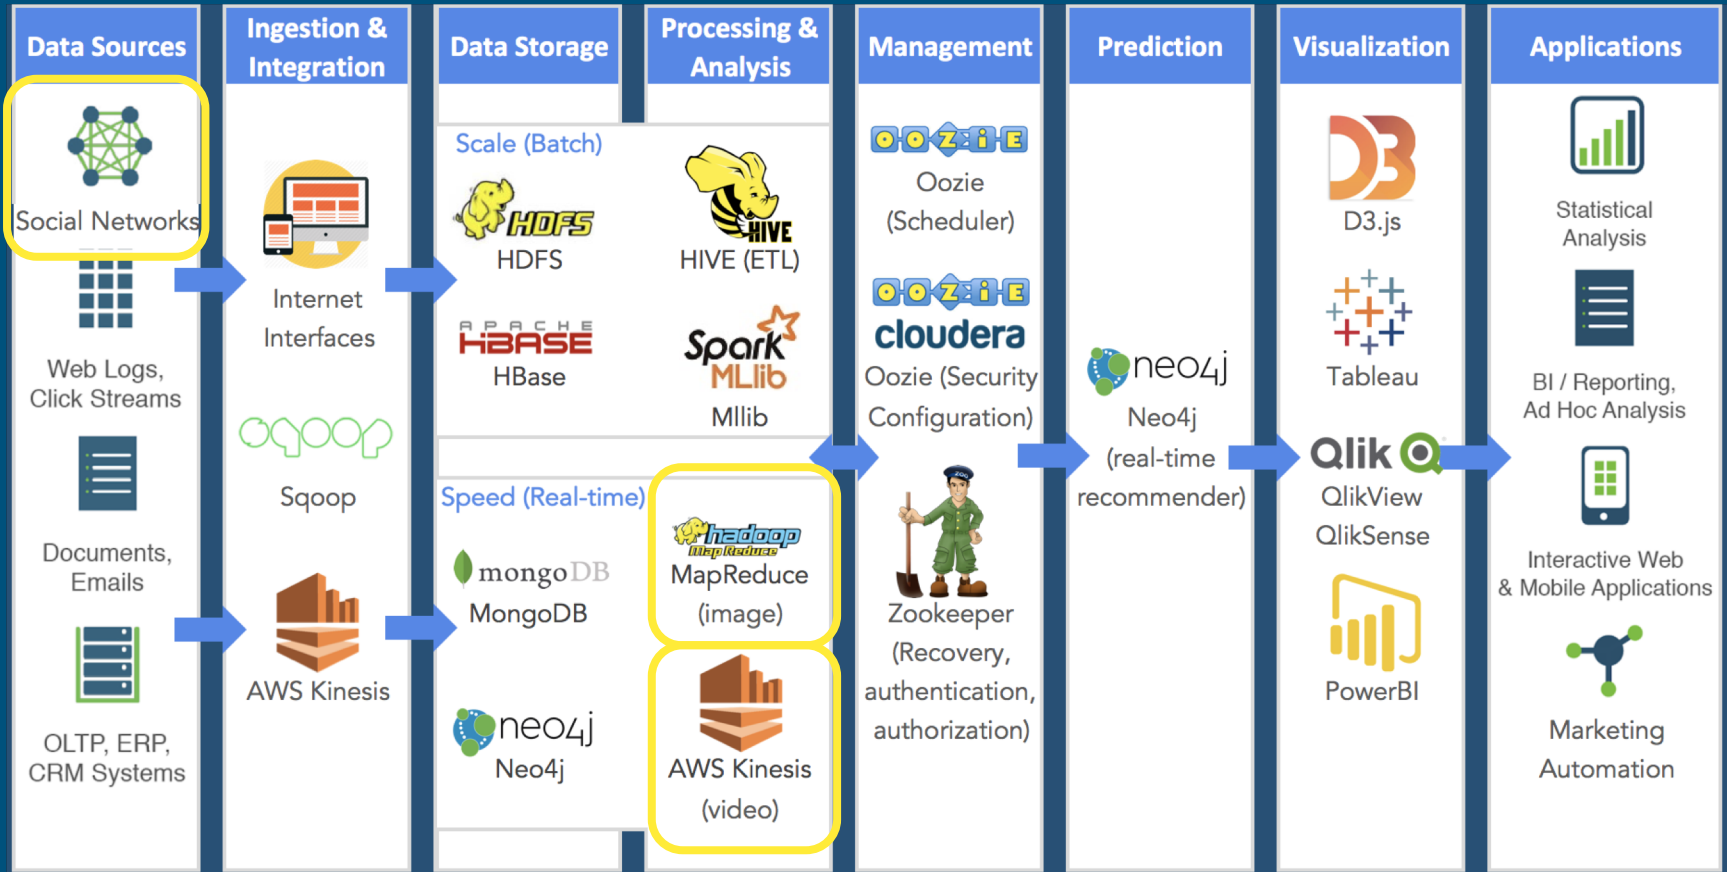 Data Sources
Social Networks
Web Logs,
Click Streams
Documents,
Emails
OLTP, ERP,
CRM Systems
Ingestion &
Integration
Internet
Interfaces
sqoop
Sqoop
AWS Kinesis
Data Storage
Processing &
Analysis
Scale (Batch)
HDFS
HDFS
HIVE
HIVE (ETL)
APACHE
HBASE
HBase
Spark
MLlib
Mllib
Speed (Real-time)
mongoDB
MongoDB
hadoop
Map Reduce
MapReduce
(image)
neo4j
Neo4j
AWS Kinesis
(video)
Management
OOZiE
Oozie
(Scheduler)
OOZiE
cloudera
Oozie (Security
Configuration)
ZOO
Zookeeper
(Recovery,
authentication,
authorization)
Prediction
neo4j
Neo4j
(real-time
recommender)
Visualization
D3
D3.js
Tableau
Qlik
QlikView
QlikSense
PowerBI
Applications
Statistical
Analysis
BI / Reporting,
Ad Hoc Analysis
Interactive Web
& Mobile Applications
Marketing
Automation